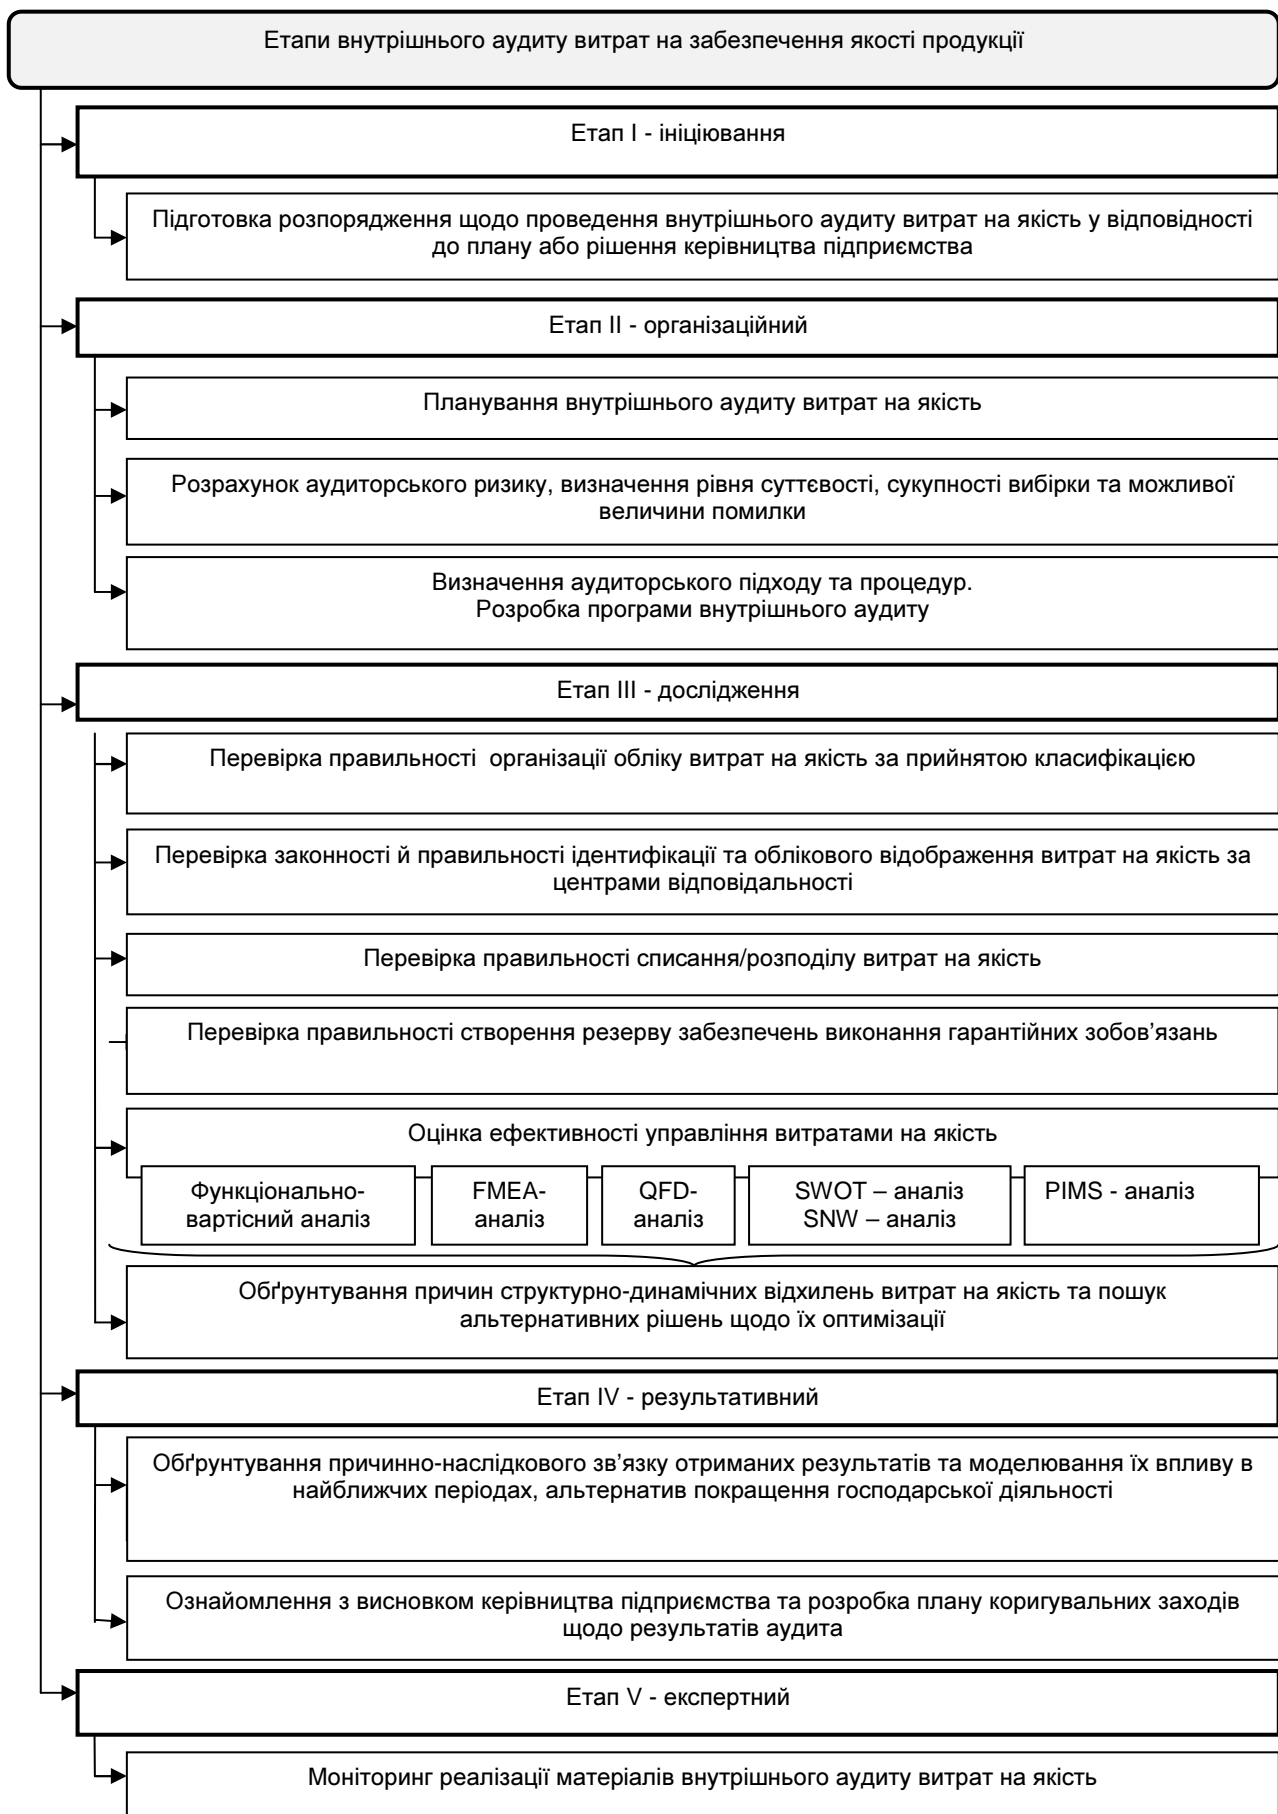 Етапи внутрішнього аудиту витрат на забезпечення якості продукції
Етап І - ініціювання
Підготовка розпорядження щодо проведення внутрішнього аудиту витрат на якість у відповідності
до плану або рішення керівництва підприємства
Етап ІІ - організаційний
Планування внутрішнього аудиту витрат на якість
Розрахунок аудиторського ризику, визначення рівня суттєвості, сукупності вибірки та можливої
величини помилки
Визначення аудиторського підходу та процедур.
Розробка програми внутрішнього аудиту
Етап ІІІ - дослідження
Перевірка правильності  організації обліку витрат на якість за прийнятою класифікацією
Перевірка законності й правильності ідентифікації та облікового відображення витрат на якість за
центрами відповідальності
Перевірка правильності списання/розподілу витрат на якість
Перевірка правильності створення резерву забезпечень виконання гарантійних зобов’язань
Оцінка ефективності управління витратами на якість
Функціонально-
вартісний аналіз
FMEA-
аналіз
QFD-
аналіз
SWOT – аналіз
SNW – аналіз
PIMS - аналіз
Обґрунтування причин структурно-динамічних відхилень витрат на якість та пошук
альтернативних рішень щодо їх оптимізації
Етап IV - результативний
Обґрунтування причинно-наслідкового зв’язку отриманих результатів та моделювання їх впливу в
найближчих періодах, альтернатив покращення господарської діяльності
Ознайомлення з висновком керівництва підприємства та розробка плану коригувальних заходів
щодо результатів аудита
Етап V - експертний
Моніторинг реалізації матеріалів внутрішнього аудиту витрат на якість